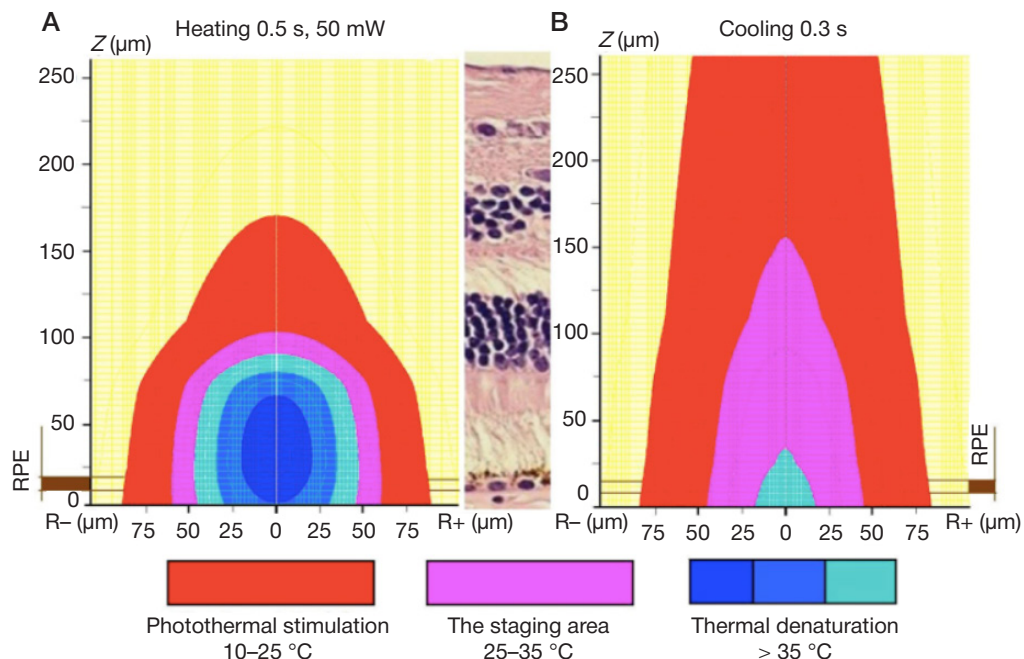 A
Heating 0.5 s, 50 mW
Z (µm)
250
200
150
100
50
0
RPE
R– (µm)
75
50
25
0
25
50
75
R+ (µm)
B
Cooling 0.3 s
Z (µm)
250
200
150
100
50
0
RPE
R– (µm)
75
50
25
0
25
50
75
R+ (µm)
Photothermal stimulation
10–25 °C
The staging area
25–35 °C
Thermal denaturation
> 35 °C